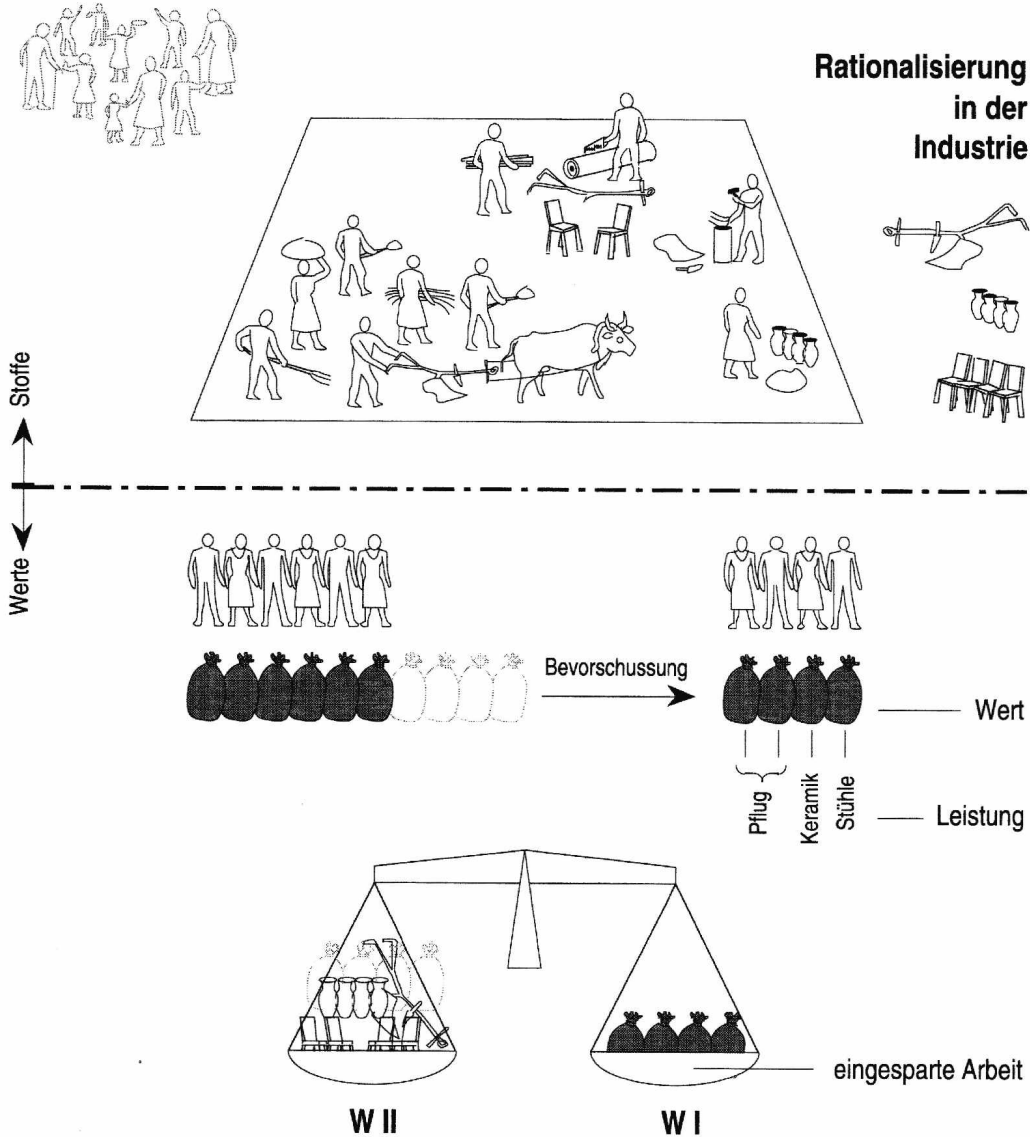 Rationalisierung
in der
Industrie
Stoffe
Werte
Bevorschussung
Wert
Pflug
Keramik
Stühle
Leistung
eingesparte Arbeit
W II
W I